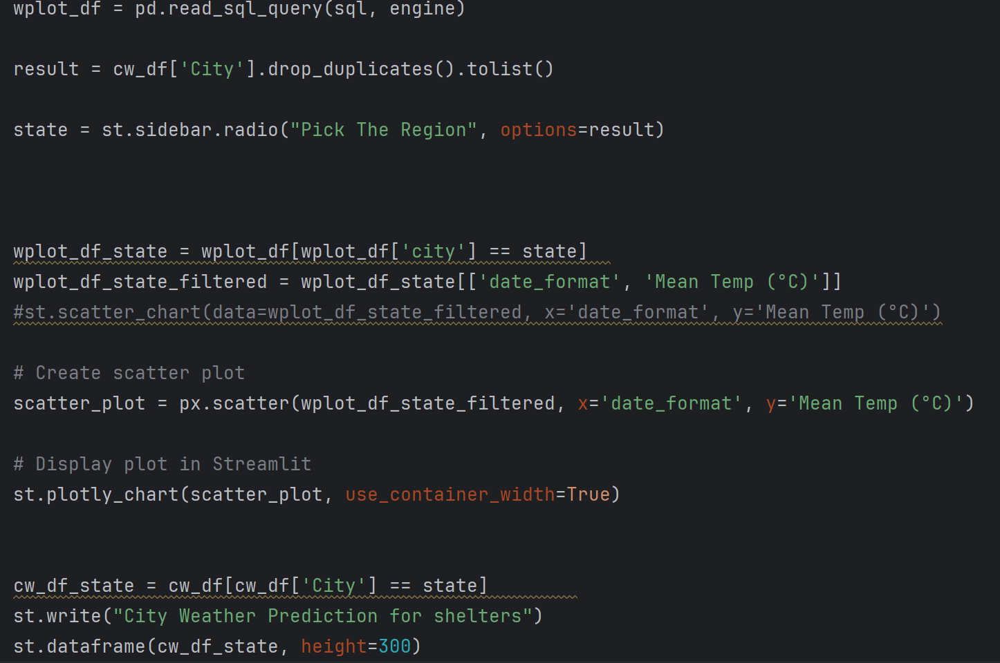 wplot_df = pd.read_sql_query(sql, engine)
result = cw_df['City'].drop_duplicates().tolist()
state = st.sidebar.radio("Pick The Region", options=result)
wplot_df_state = wplot_df[wplot_df['city'] == state]
wplot_df_state_filtered = wplot_df_state[['date_format', 'Mean Temp (°C)']]
#st.scatter_chart(data=wplot_df_state_filtered, x='date_format', y='Mean Temp (°C)')
# Create scatter plot
scatter_plot = px.scatter(wplot_df_state_filtered, x='date_format', y='Mean Temp (°C)')
# Display plot in Streamlit
st.plotly_chart(scatter_plot, use_container_width=True)
cw_df_state = cw_df[cw_df['City'] == state]
st.write("City Weather Prediction for shelters")
st.dataframe(cw_df_state, height=300)